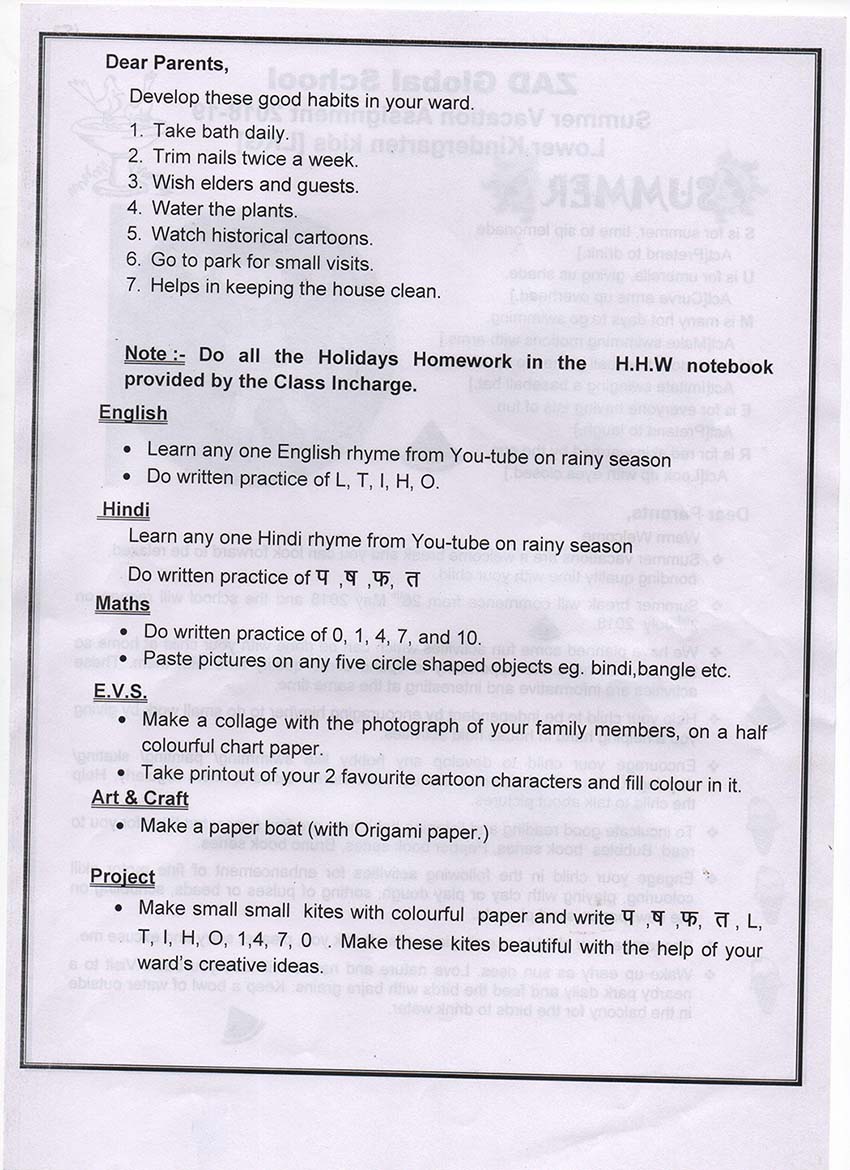 Dear Parents,
Develop these good habits in your ward.
1. Take bath daily.
2. Trim nails twice a week.
3. Wish elders and guests.
4. Water the plants.
5. Watch historical cartoons.
6. Go to park for small visits.
7. Helps in keeping the house clean.
Note :- Do all the Holidays Homework in the H.H.W notebook
provided by the Class Incharge.
English
• Learn any one English rhyme from You-tube on rainy season
• Do written practice of L, T, I, H, O.
Hindi
Learn any one Hindi rhyme from You-tube on rainy season
Do written practice of प ,ष ,फ, त
Maths
• Do written practice of 0, 1, 4, 7, and 10.
• Paste pictures on any five circle shaped objects eg. bindi,bangle etc.
E.V.S.
• Make a collage with the photograph of your family members, on a half
colourful chart paper.
• Take printout of your 2 favourite cartoon characters and fill colour in it.
Art & Craft
• Make a paper boat (with Origami paper.)
Project
• Make small small kites with colourful paper and write प ,ष ,फ, त , L,
T, I, H, O, 1,4, 7, 0 . Make these kites beautiful with the help of your
ward's creative ideas.